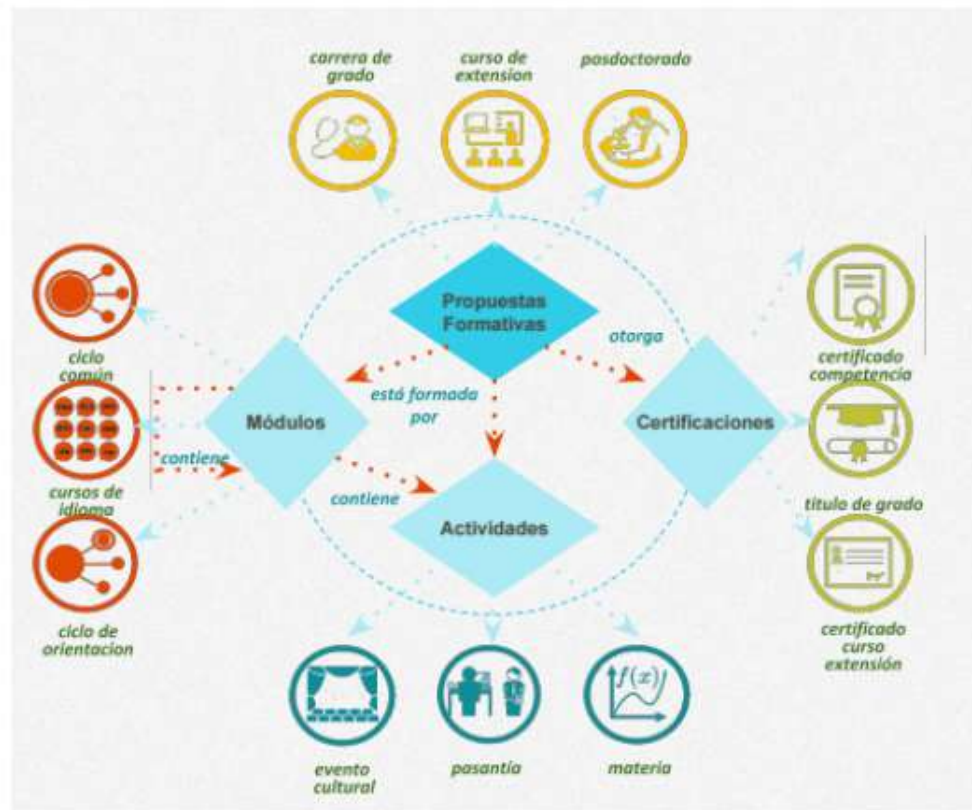 carrera de
grado
curso de
extension
posdoctorado
Propuestas
Formativas
otorga
está formada
por
ciclo
común
Módulos
contiene
cursos de
idioma
contiene
Actividades
ciclo de
orientacion
Certificaciones
certificado
competencia
titulo de grado
certificado
curso
extensión
evento
cultural
pasantía
f(x)
materia